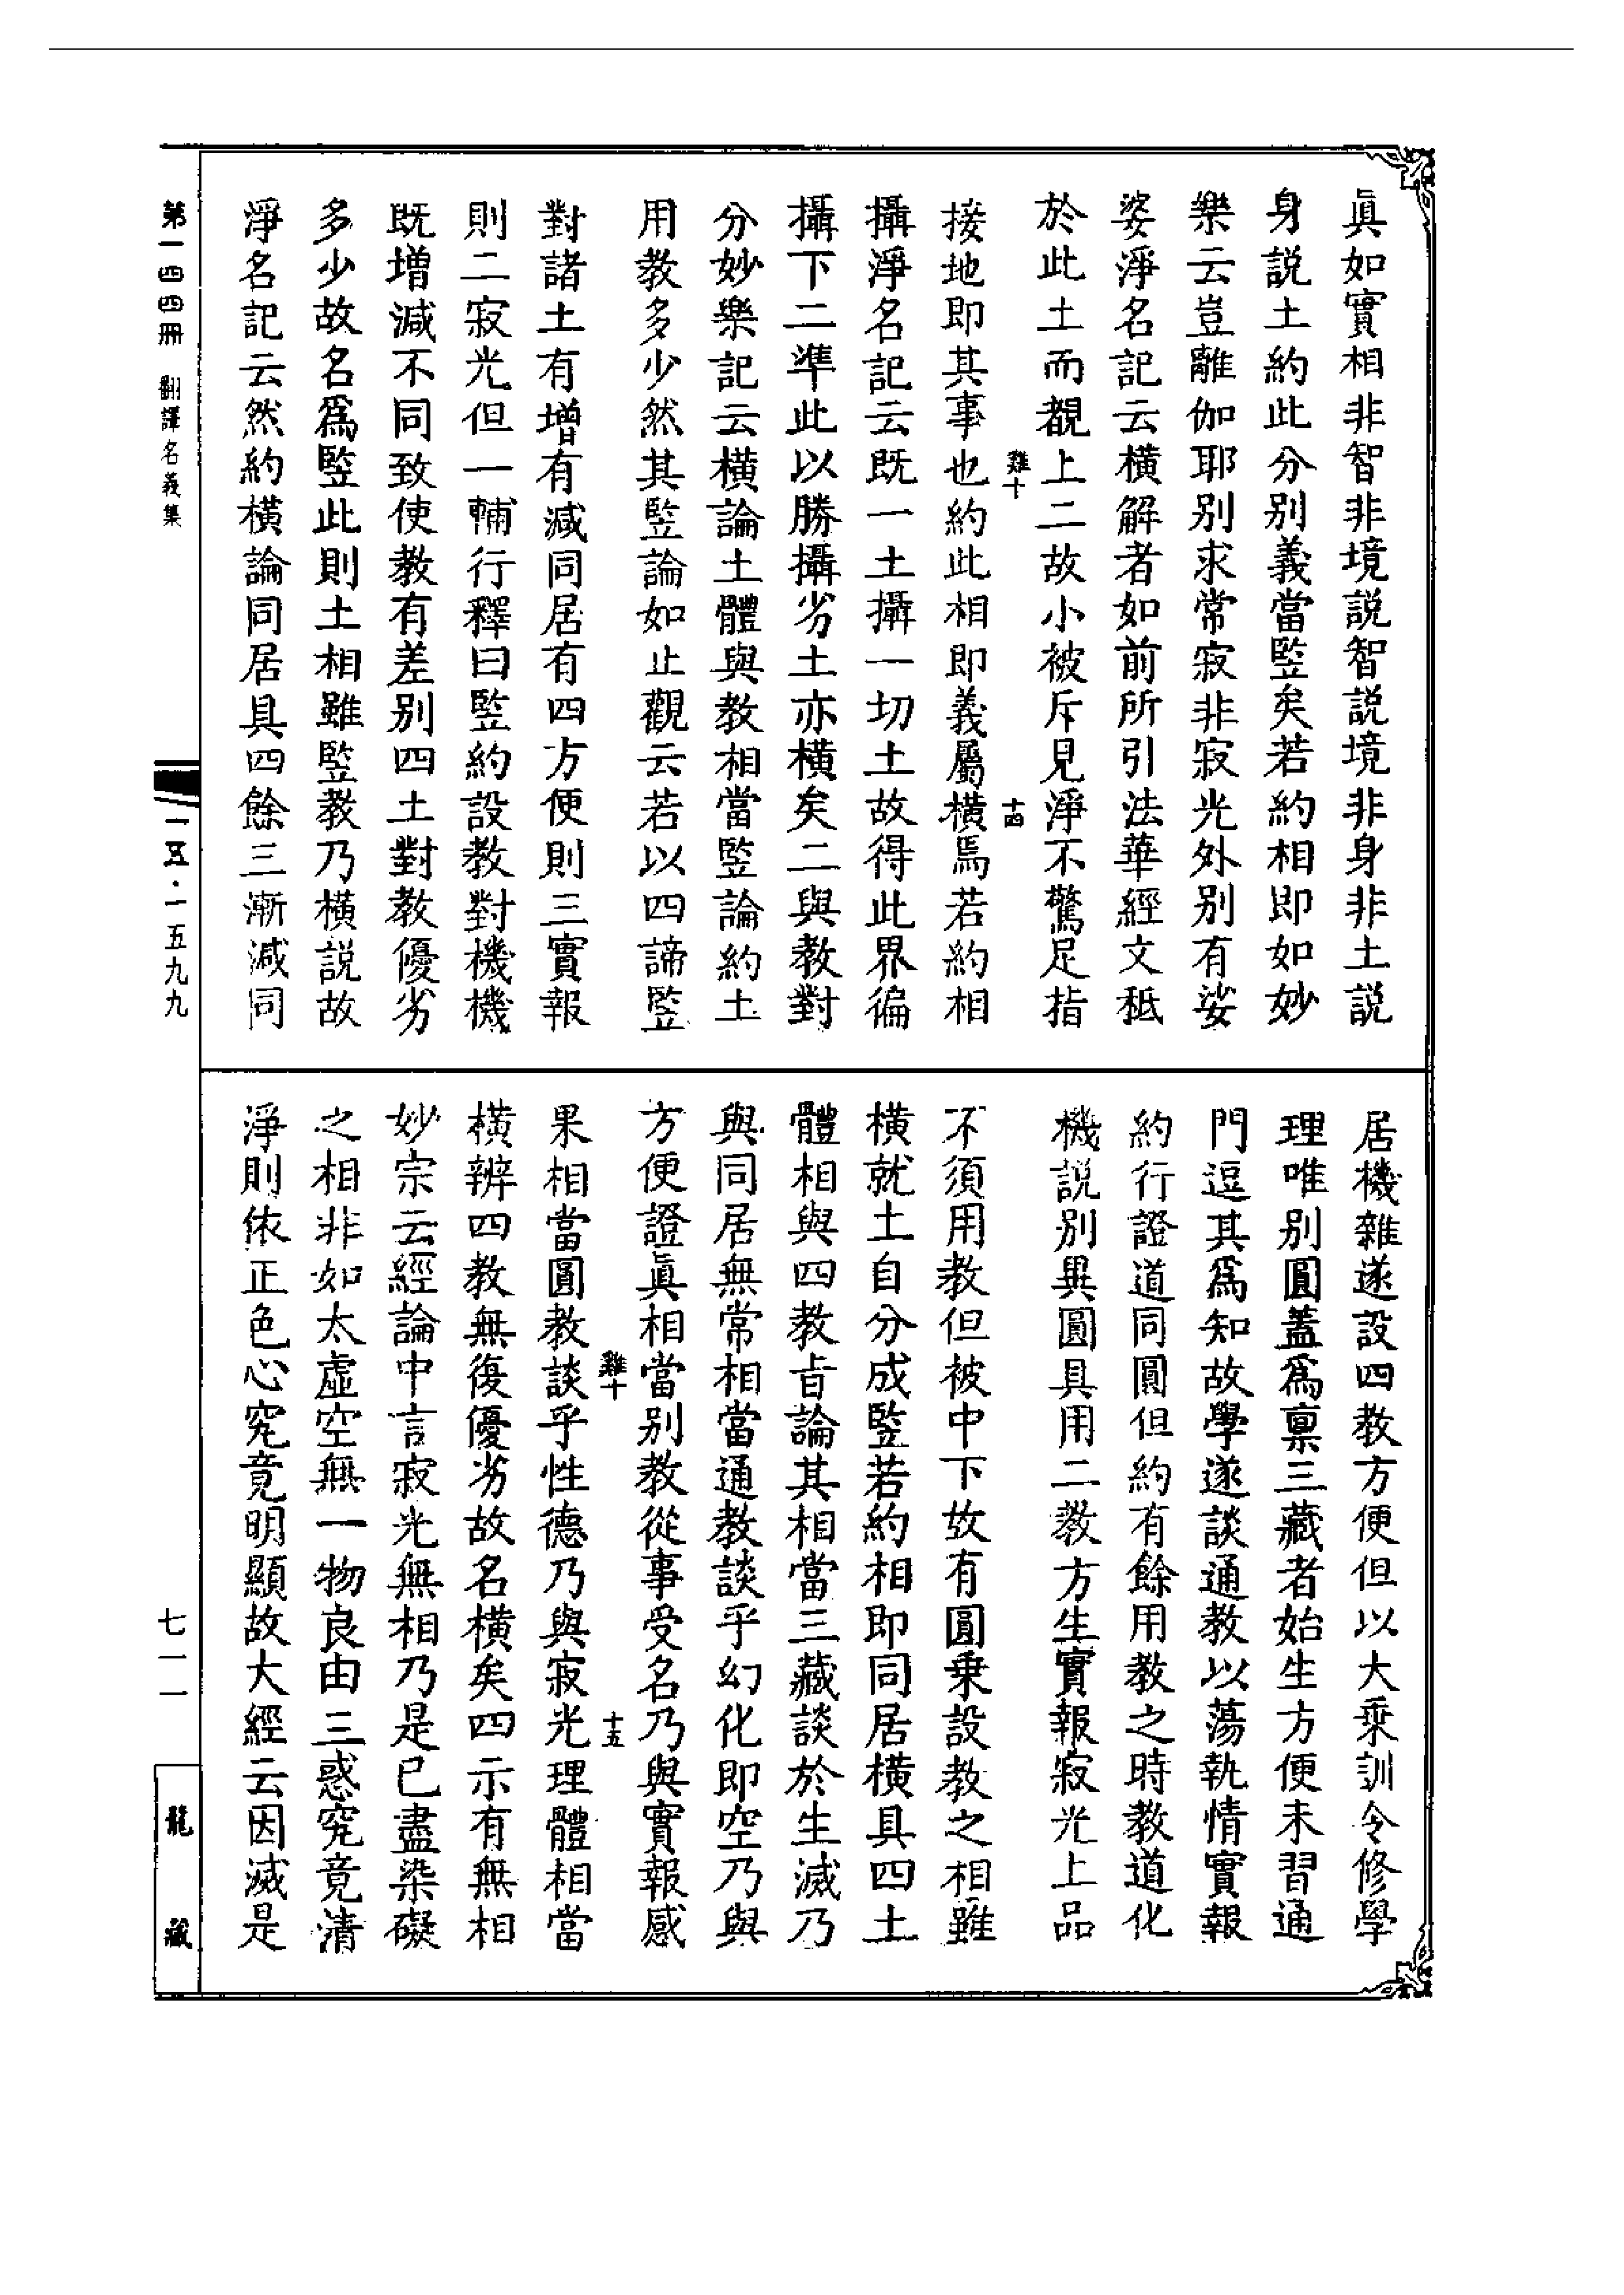 眞如實相非智非境説智説境非身非土説
身説土約此分别義當竪矣若約相即如妙
樂云豈離伽耶别求常寂非寂光外别有娑
婆淨名記云橫解者如前所引法華經文秪
於此土而覩上二故小被斥見淨不驚足指
雞十
十四
接地即其事也約此相即義屬橫焉若約相
攝淨名記云既一土攝一切土故得此界徧
攝下二準此以勝攝劣土亦橫矣二與教對
分妙樂記云橫論土體與教相當竪論約土
用教多少然其竪論如止觀云若以四諦竪
對諸土有增有減同居有四方便則三實報
則二寂光但一輔行釋曰竪約設教對機機
既增減不同致使教有差别四土對教優劣
多少故名爲竪此則土相雖竪教乃橫説故
淨名記云然約橫論同居具四餘三漸減同
居機雜遂設四教方便但以大乘訓令修學
理唯别圓蓋爲稟三藏者始生方便未習通
門逗其爲知故學遂談通教以蕩執情實報
約行證道同圓但約有餘用教之時教道化
機説别異圓具用二教方生實報寂光上品
不須用教但被中下故有圓乗設教之相雖
橫就土自分成竪若約相即同居橫具四土
體相與四教旨論其相當三藏談於生滅乃
與同居無常相當通教談乎幻化即空乃與
方便證眞相當别教從事受名乃與實報感
雞十
十五
果相當圓教談乎性德乃與寂光理體相當
橫辨四教無復優劣故名橫矣四示有無相
妙宗云經論中言寂光無相乃是已盡染礙
之相非如太虛空無一物良由三惑究竟清
淨則依正色心究竟明顯故大經云因滅是
第一四四冊　翻譯名義集
一五·一五九九
七一一
龍藏